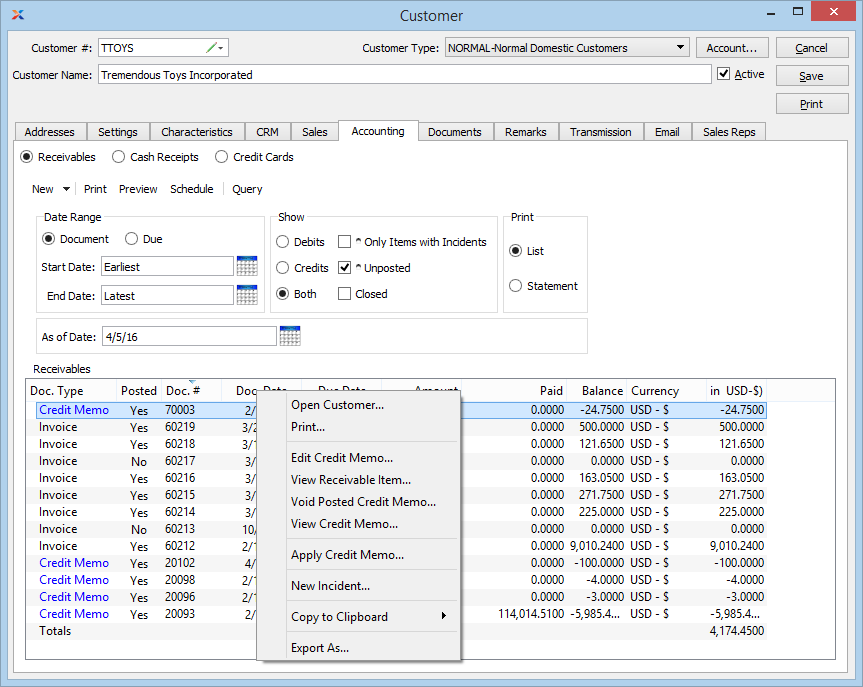 Customer
Customer #: TTOYS Customer Type: NORMAL-Normal Domestic Customers Account... Cancel
Customer Name: Tremendous Toys Incorporated Active Save
Print
Addresses Settings Characteristics CRM Sales Accounting Documents Remarks Transmission Email Sales Reps
Receivables Cash Receipts Credit Cards
New Print Preview Schedule Query
Date Range Show Print
Document Due Debits ^ Only Items with Incidents List
Start Date: Earliest Credits ^ Unposted
End Date: Latest Both Closed Statement
As of Date: 4/5/16
Receivables
Doc. Type Posted Doc. # Paid Balance Currency in USD-$)
Credit Memo Yes 70003 2/ 0.0000 -24.7500 USD - $ -24.7500
Invoice Yes 60219 3/2 0.0000 500.0000 USD - $ 500.0000
Invoice Yes 60218 3/1 0.0000 121.6500 USD - $ 121.6500
Invoice No 60217 3/ 0.0000 0.0000 USD - $ 0.0000
Invoice Yes 60216 3/ 0.0000 163.0500 USD - $ 163.0500
Invoice Yes 60215 3/ 0.0000 271.7500 USD - $ 271.7500
Invoice Yes 60214 3/ 0.0000 225.0000 USD - $ 225.0000
Invoice No 60213 10/ 0.0000 0.0000 USD - $ 0.0000
Invoice Yes 60212 2/1 0.0000 9,010.2400 USD - $ 9,010.2400
Credit Memo Yes 20102 4/ 0.0000 -100.0000 USD - $ -100.0000
Credit Memo Yes 20098 2/1 0.0000 -4.0000 USD - $ -4.0000
Credit Memo Yes 20096 2/1 0.0000 -3.0000 USD - $ -3.0000
Credit Memo Yes 20093 2/ 114,014.5100 -5,985.4... USD - $ -5,985.4...
Totals 4,174.4500
Open Customer...
Print...
Edit Credit Memo...
View Receivable Item...
Void Posted Credit Memo...
View Credit Memo...
Apply Credit Memo...
New Incident...
Copy to Clipboard
Export As...